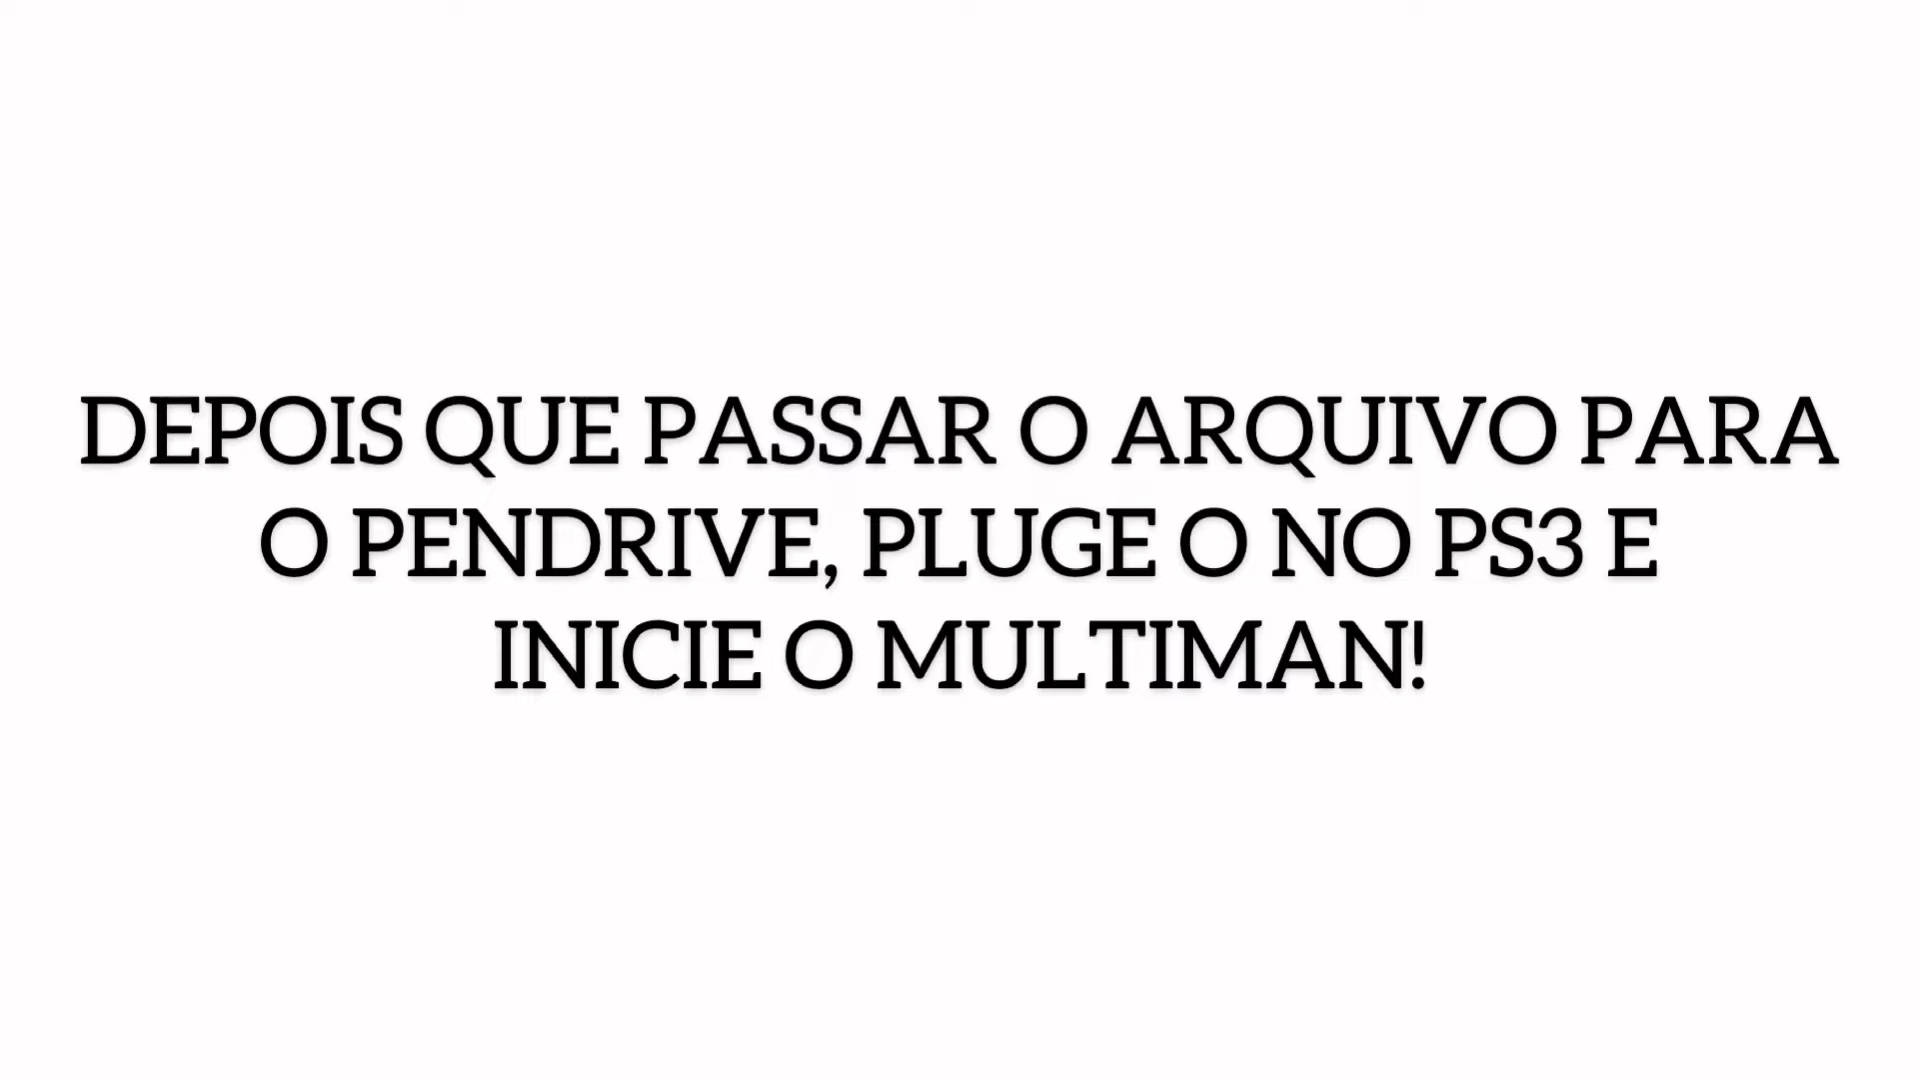 DEPOIS QUE PASSAR O ARQUIVO PARA
O PENDRIVE, PLUGE O NO PS3 E
INICIE O MULTIMAN!